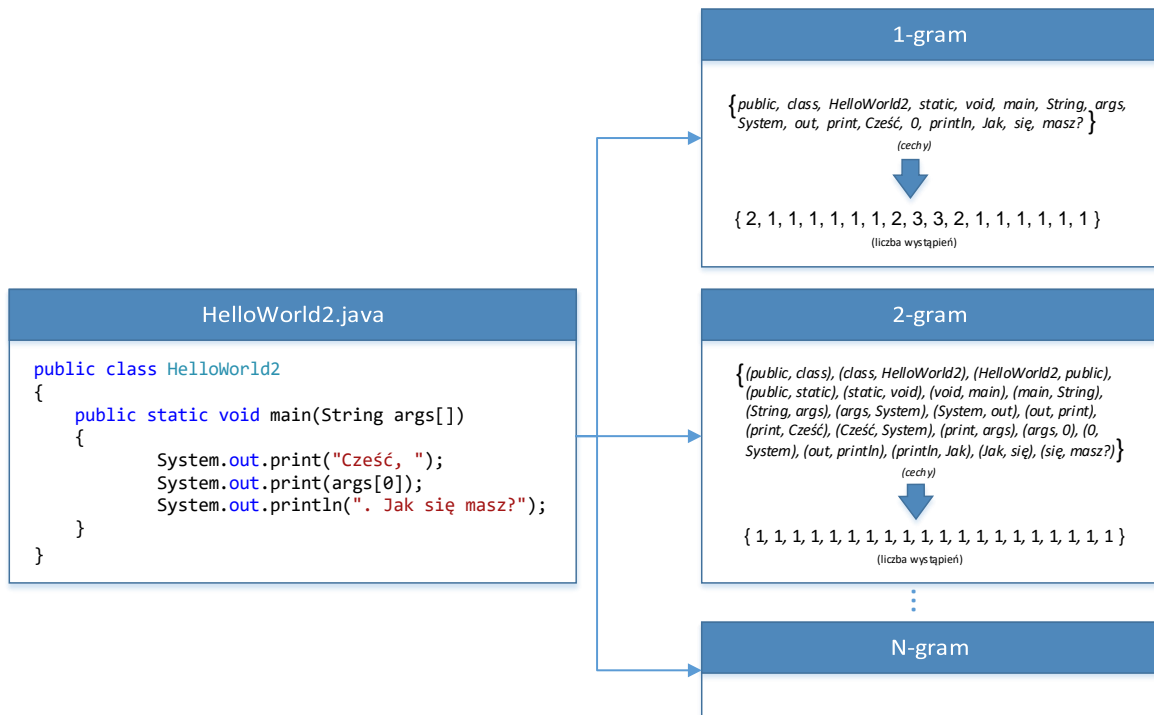 1-gram
{public, class, HelloWorld2, static, void, main, String, args,
System, out, print, Cześć, 0, println, Jak, się, masz?}
(cechy)
{ 2, 1, 1, 1, 1, 1, 1, 2, 3, 3, 2, 1, 1, 1, 1, 1, 1 }
(liczba wystąpień)
HelloWorld2.java
public class HelloWorld2
{
public static void main(String args[])
{
System.out.print("Cześć, ");
System.out.print(args[0]);
System.out.println(". Jak się masz?");
}
}
2-gram
{(public, class), (class, HelloWorld2), (HelloWorld2, public),
(public, static), (static, void), (void, main), (main, String),
(String, args), (args, System), (System, out), (out, print),
(print, Cześć), (Cześć, System), (print, args), (args, 0), (0,
System), (out, println), (println, Jak), (Jak, się), (się, masz?)}
(cechy)
{ 1, 1, 1, 1, 1, 1, 1, 1, 1, 1, 1, 1, 1, 1, 1, 1, 1, 1, 1, 1 }
(liczba wystąpień)
N-gram